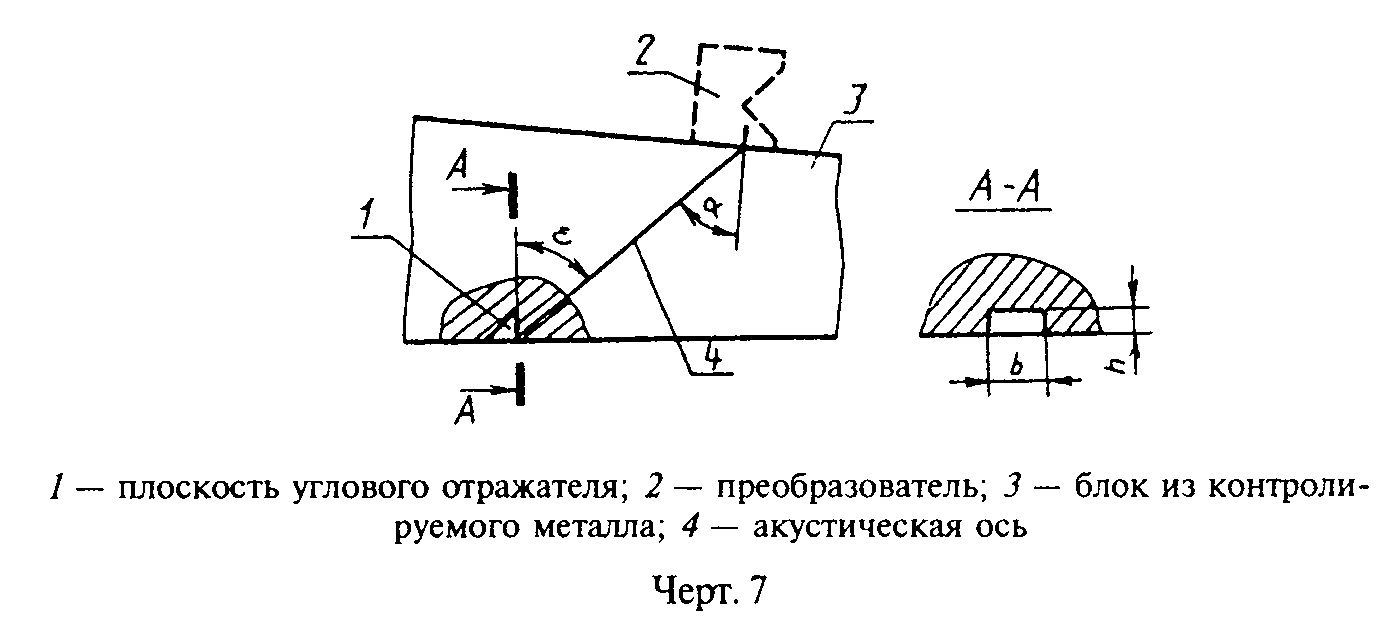 2
3
A
A - A
1
ε
α
4
b
h
A
1 — плоскость углового отражателя; 2 — преобразователь; 3 — блок из контроли-
руемого металла; 4 — акустическая ось
Черт. 7